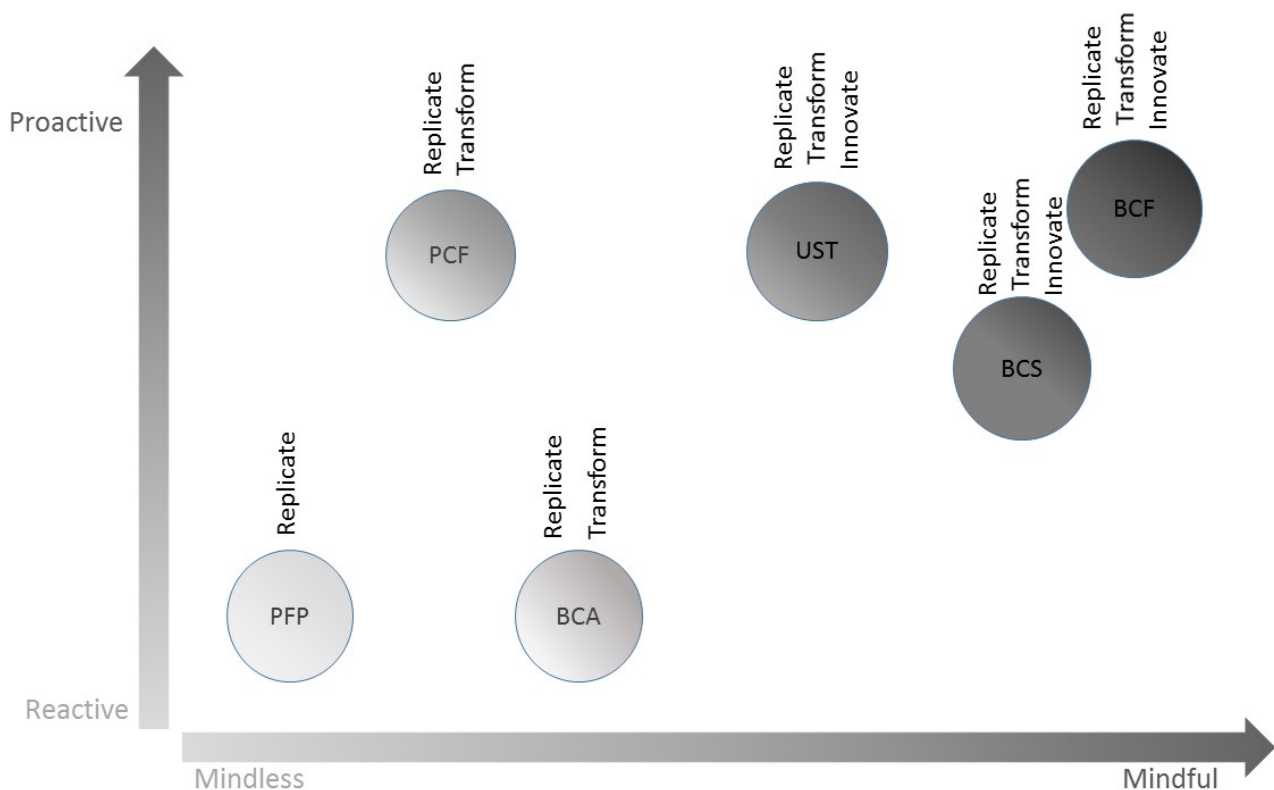 Proactive
Replicate
Transform
PCF
Replicate
Transform
Innovate
UST
Replicate
Transform
Innovate
BCF
Replicate
Transform
Innovate
BCS
Replicate
PFP
Replicate
Transform
BCA
Reactive
Mindless
Mindful